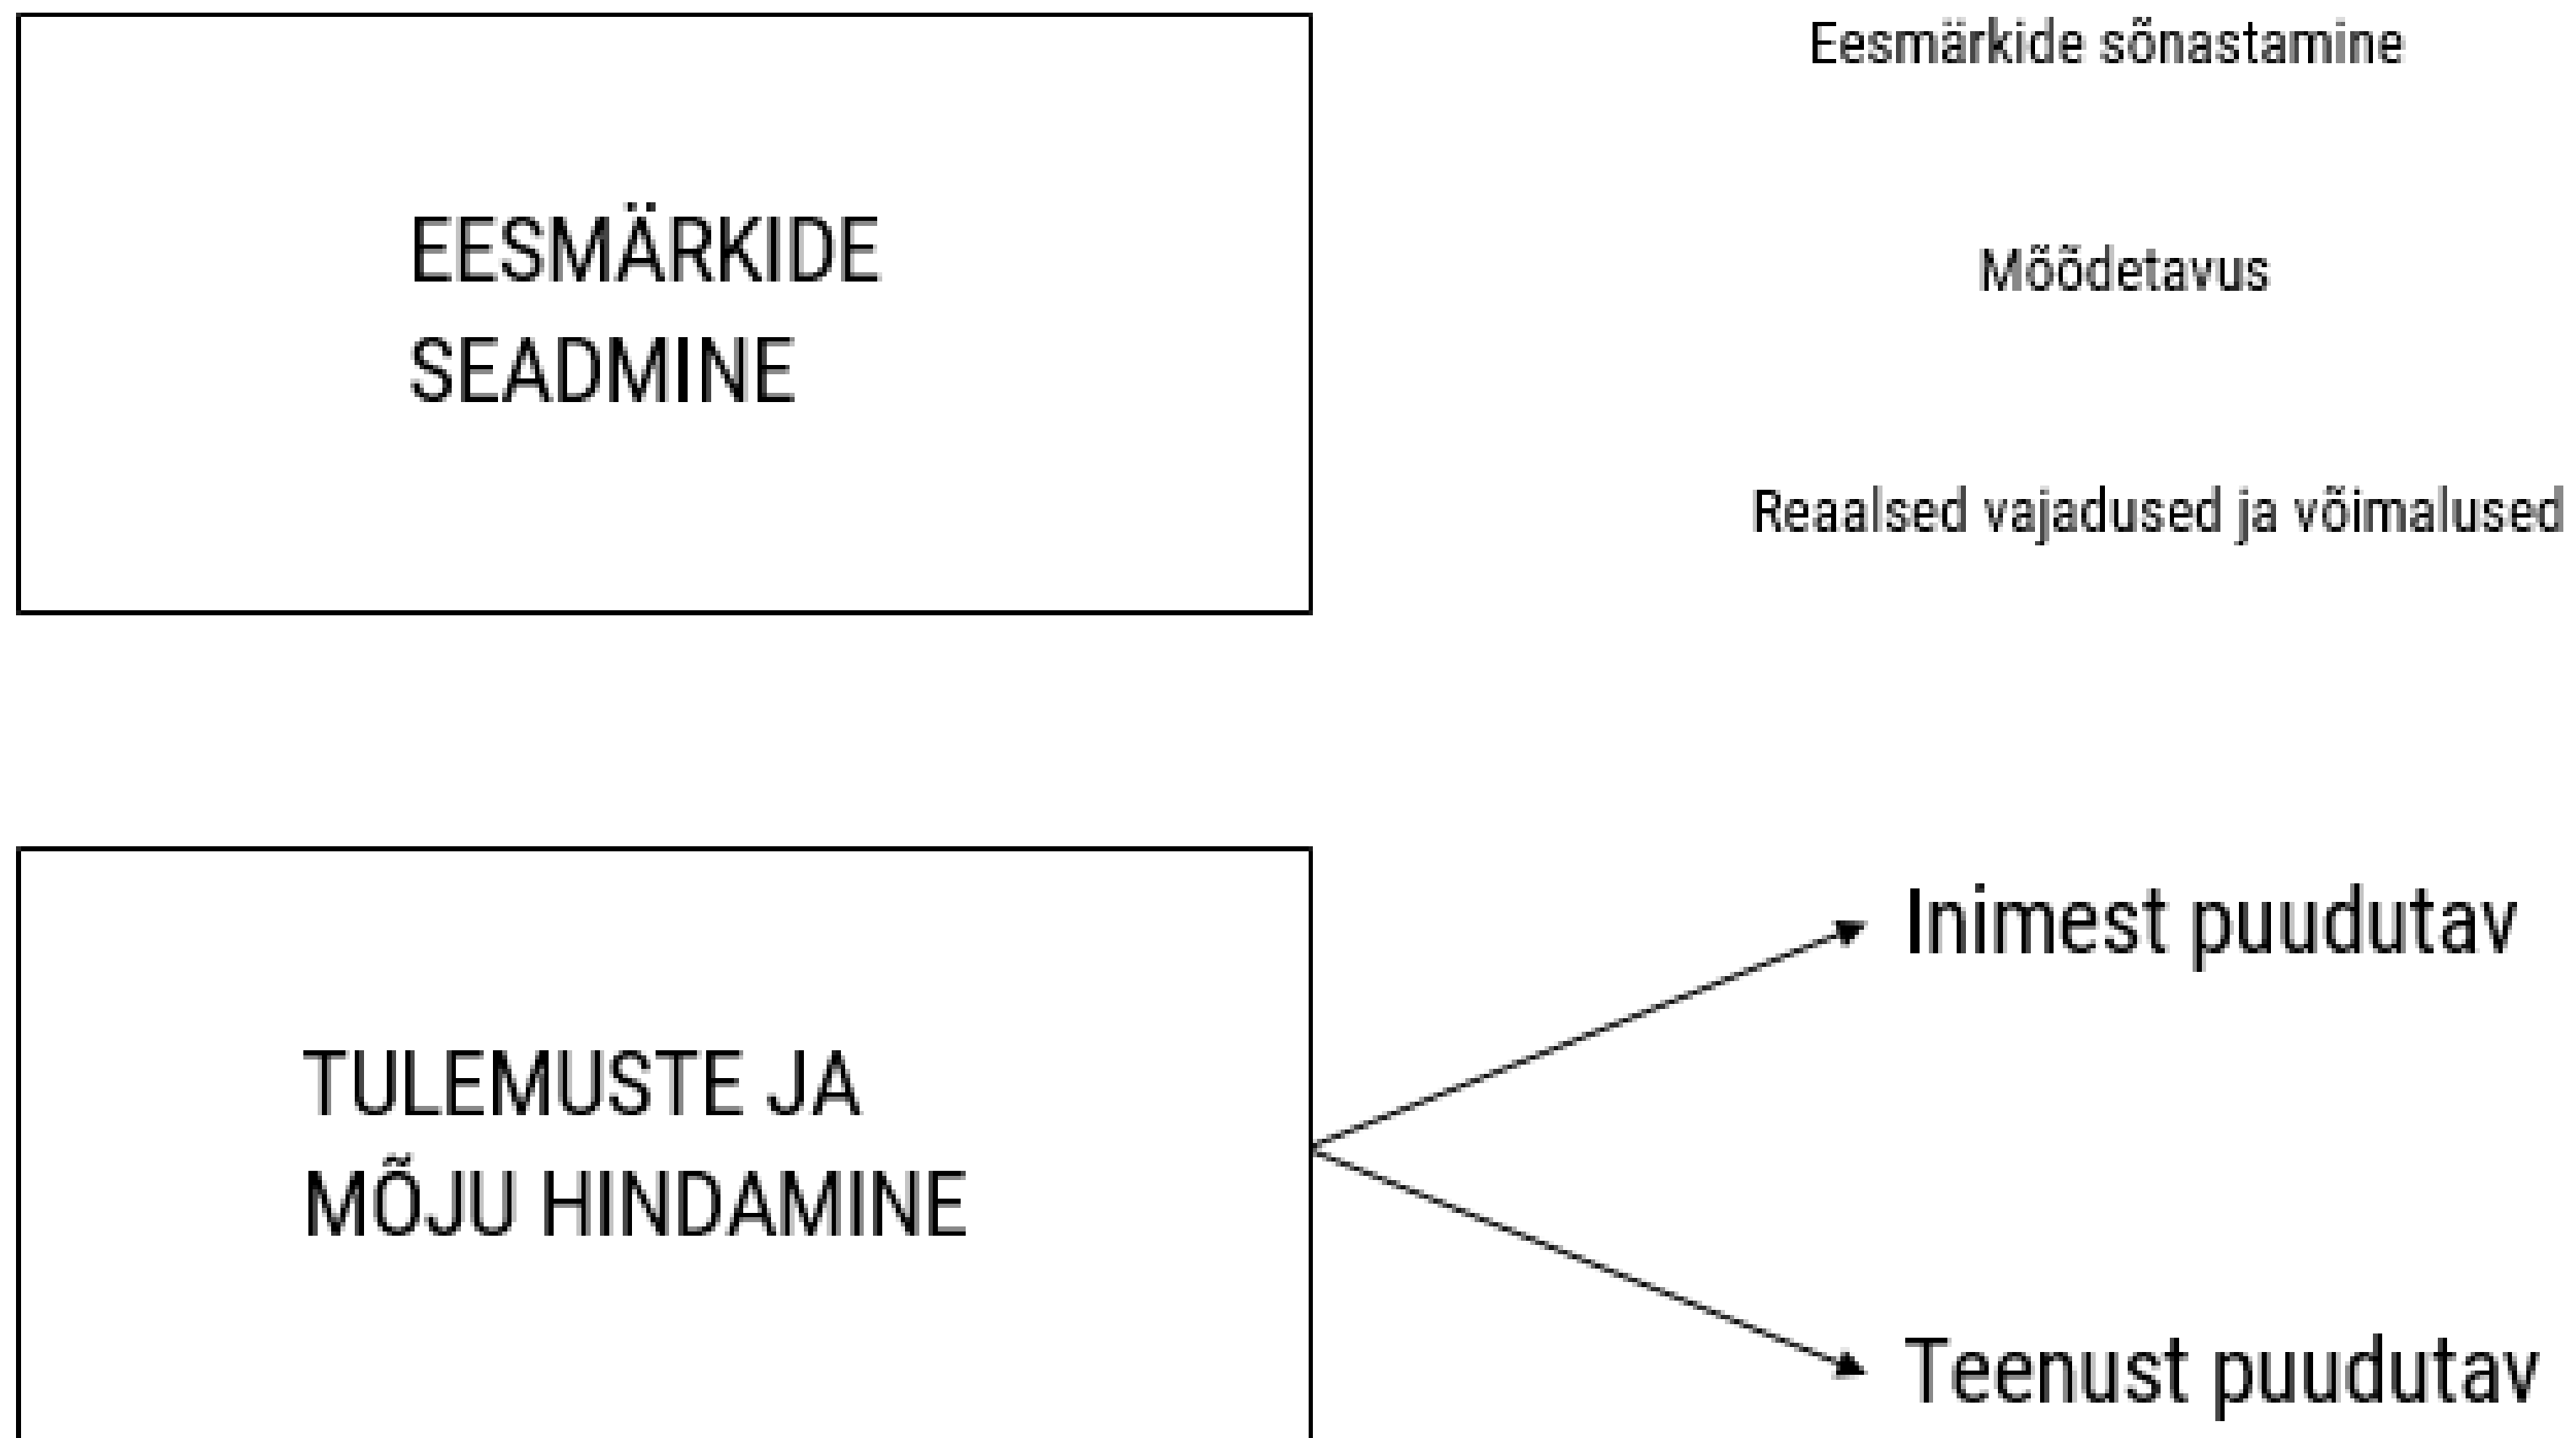 EESMÄRKIDE
SEADMINE
Eesmärkide sõnastamine
Mõõdetavus
Reaalsed vajadused ja võimalused
TULEMUSTE JA
MÕJU HINDAMINE
Inimest puudutav
Teenust puudutav